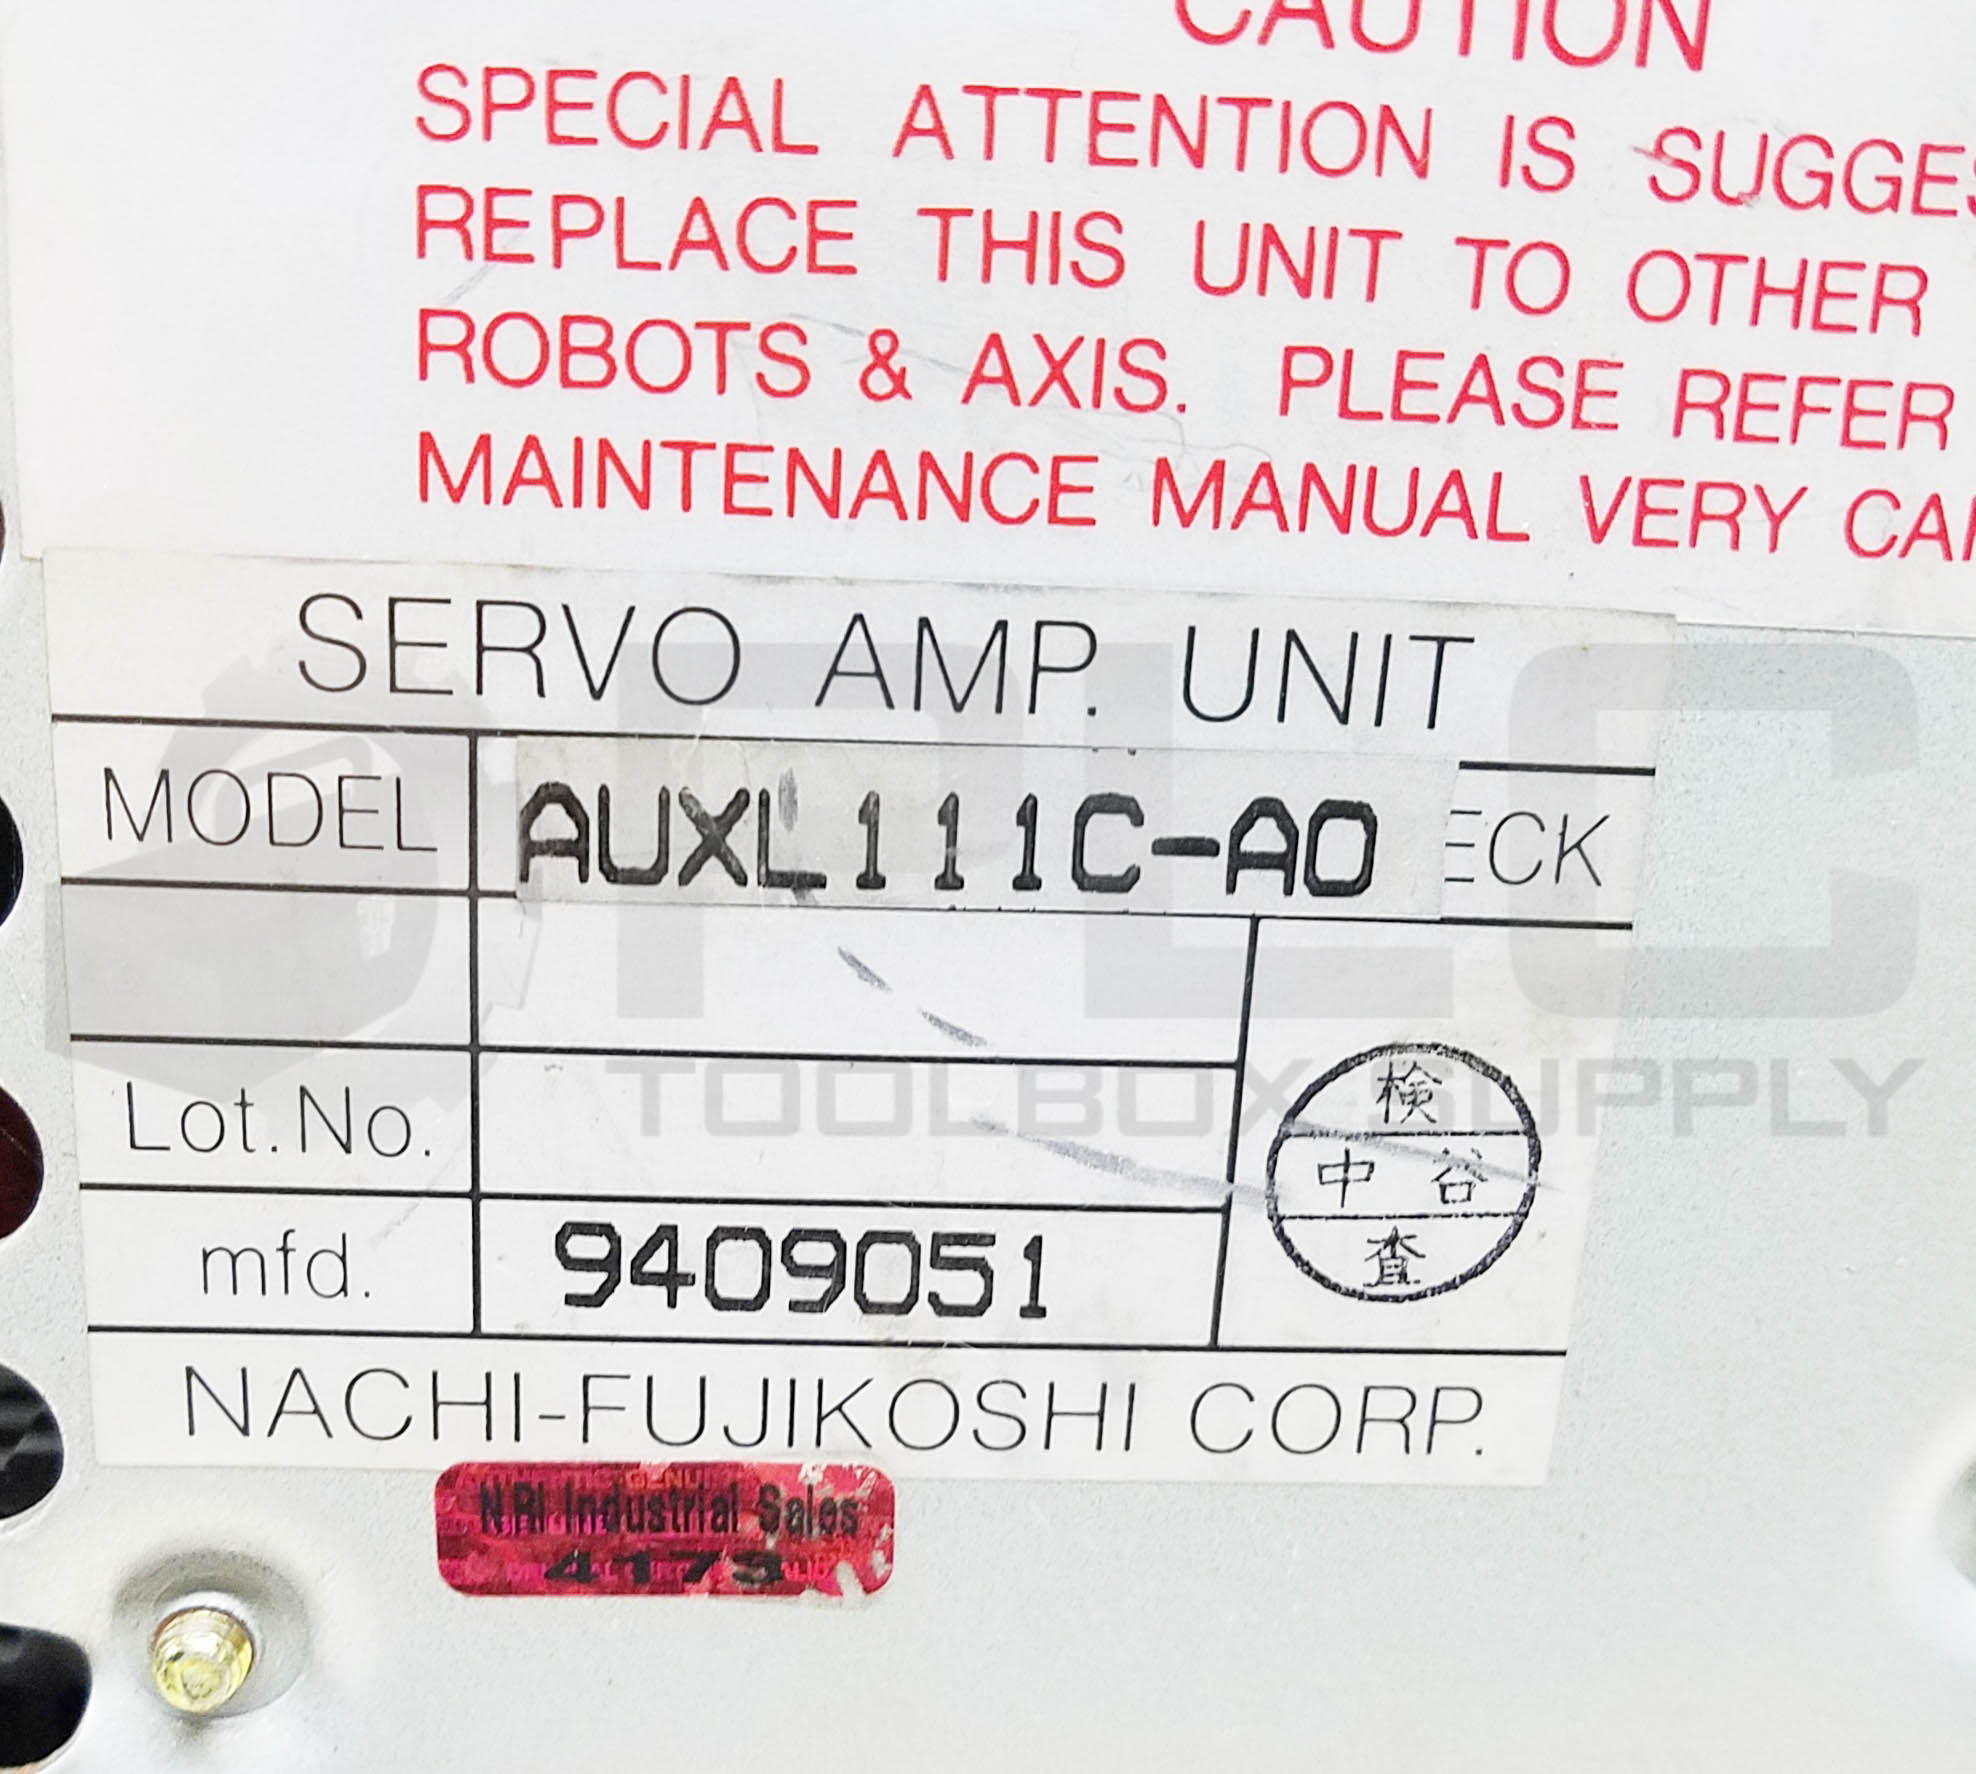 CAUTION
SPECIAL ATTENTION IS
REPLACE THIS UNIT TO OTHER
ROBOTS & AXIS. PLEASE REFER
MAINTENANCE MANUAL VERY
SERVO AMP. UNIT
MODEL AUXL111C-A0 ECK
Lot.No.
mfd. 9409051
検
中 谷
査
NACHI-FUJIKOSHI CORP.
NRI Industrial Sales
4173
PLC
TOOLBOX SUPPLY